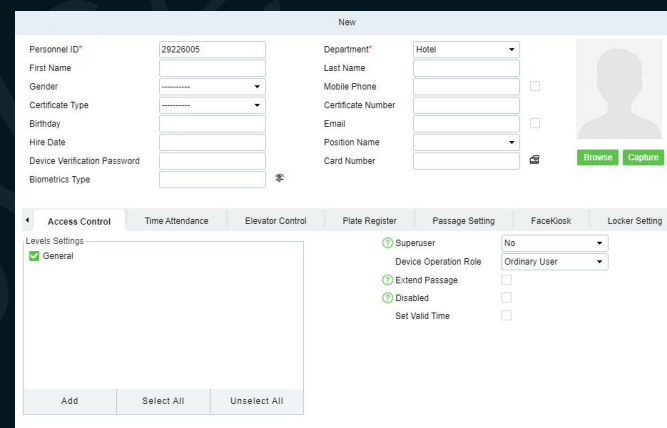 New
Personnel ID* 29226005 Department* Hotel
First Name Last Name
Gender ---------- Mobile Phone
Certificate Type ---------- Certificate Number
Birthday Email
Hire Date Position Name
Device Verification Password Card Number Browse Capture
Biometrics Type
Access Control Time Attendance Elevator Control Plate Register Passage Setting FaceKiosk Locker Setting
Levels Settings ? Superuser No
General Device Operation Role Ordinary User
? Extend Passage
? Disabled
Set Valid Time
Add Select All Unselect All